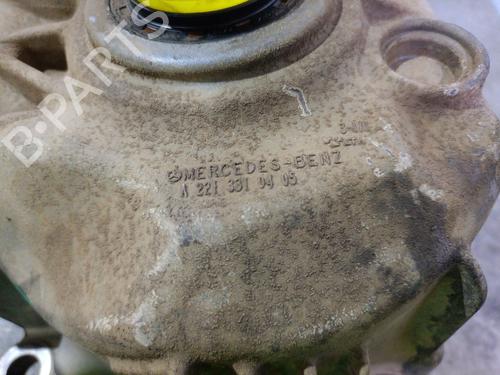 B-PARTS
MERCEDES-BENZ
A 221 331 04 05